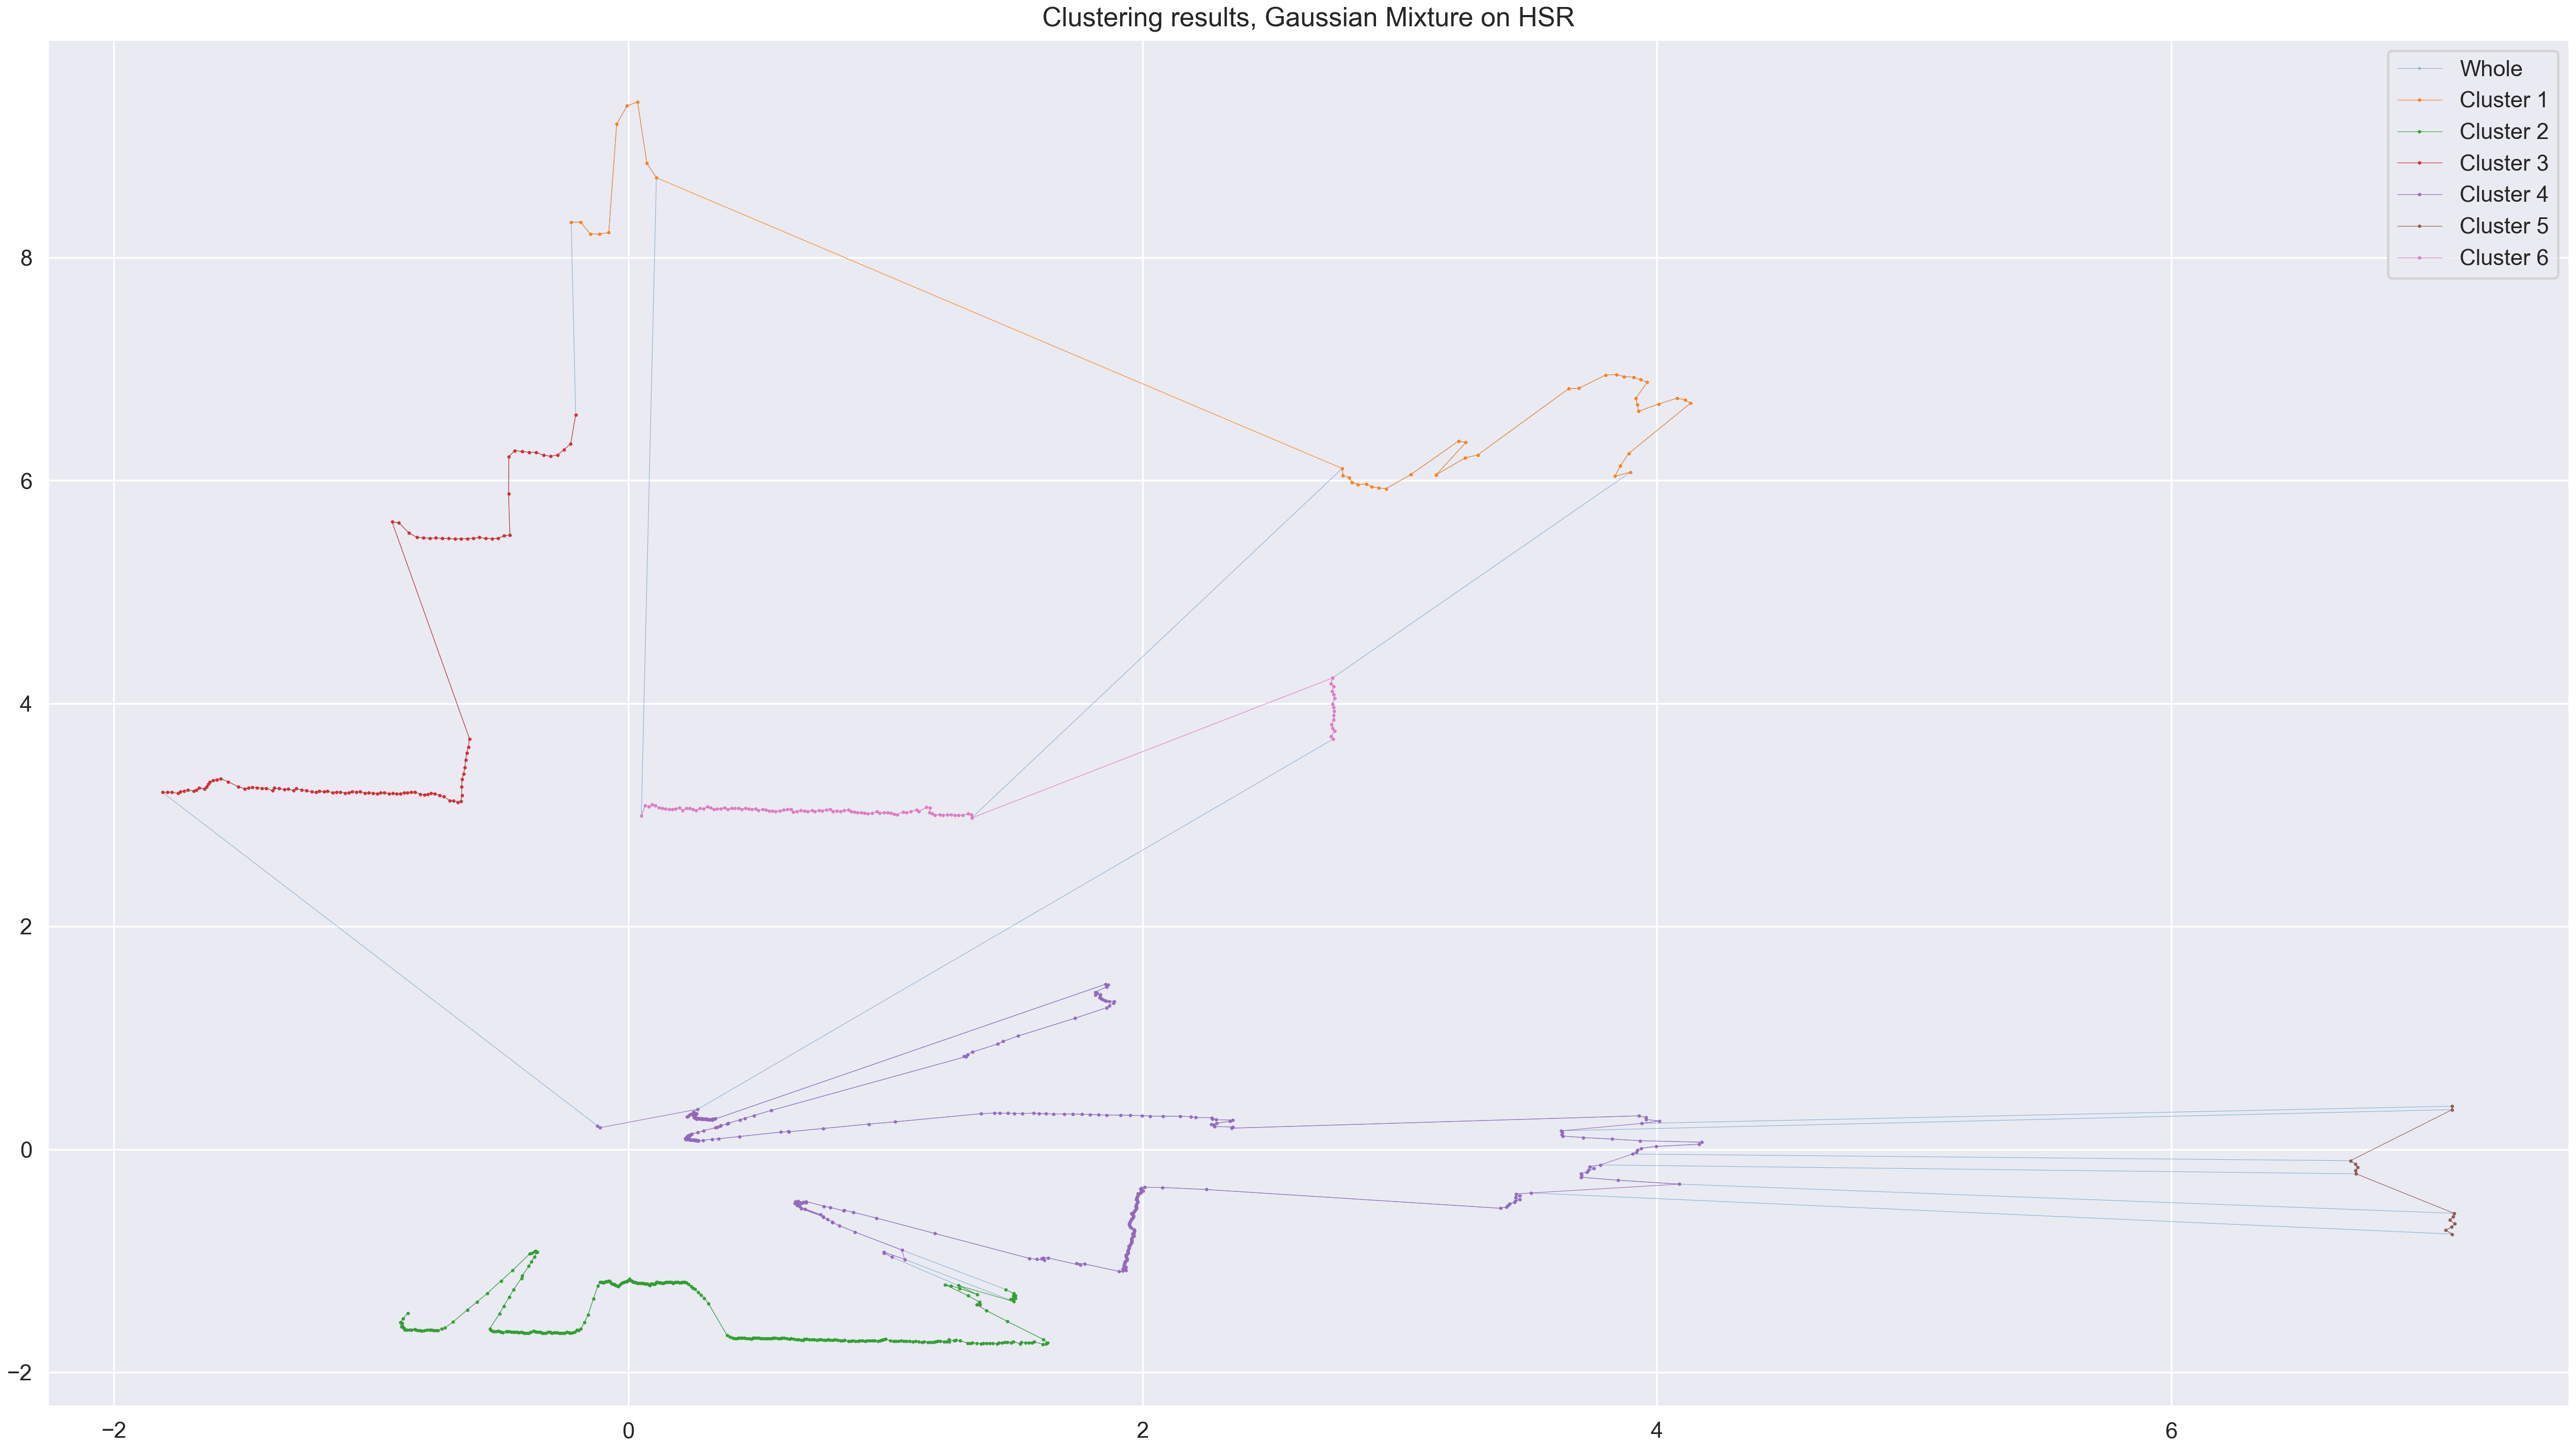 Clustering results, Gaussian Mixture on HSR
Whole
Cluster 1
Cluster 2
Cluster 3
Cluster 4
Cluster 5
Cluster 6
8
6
4
2
0
−2
−2 0 2 4 6